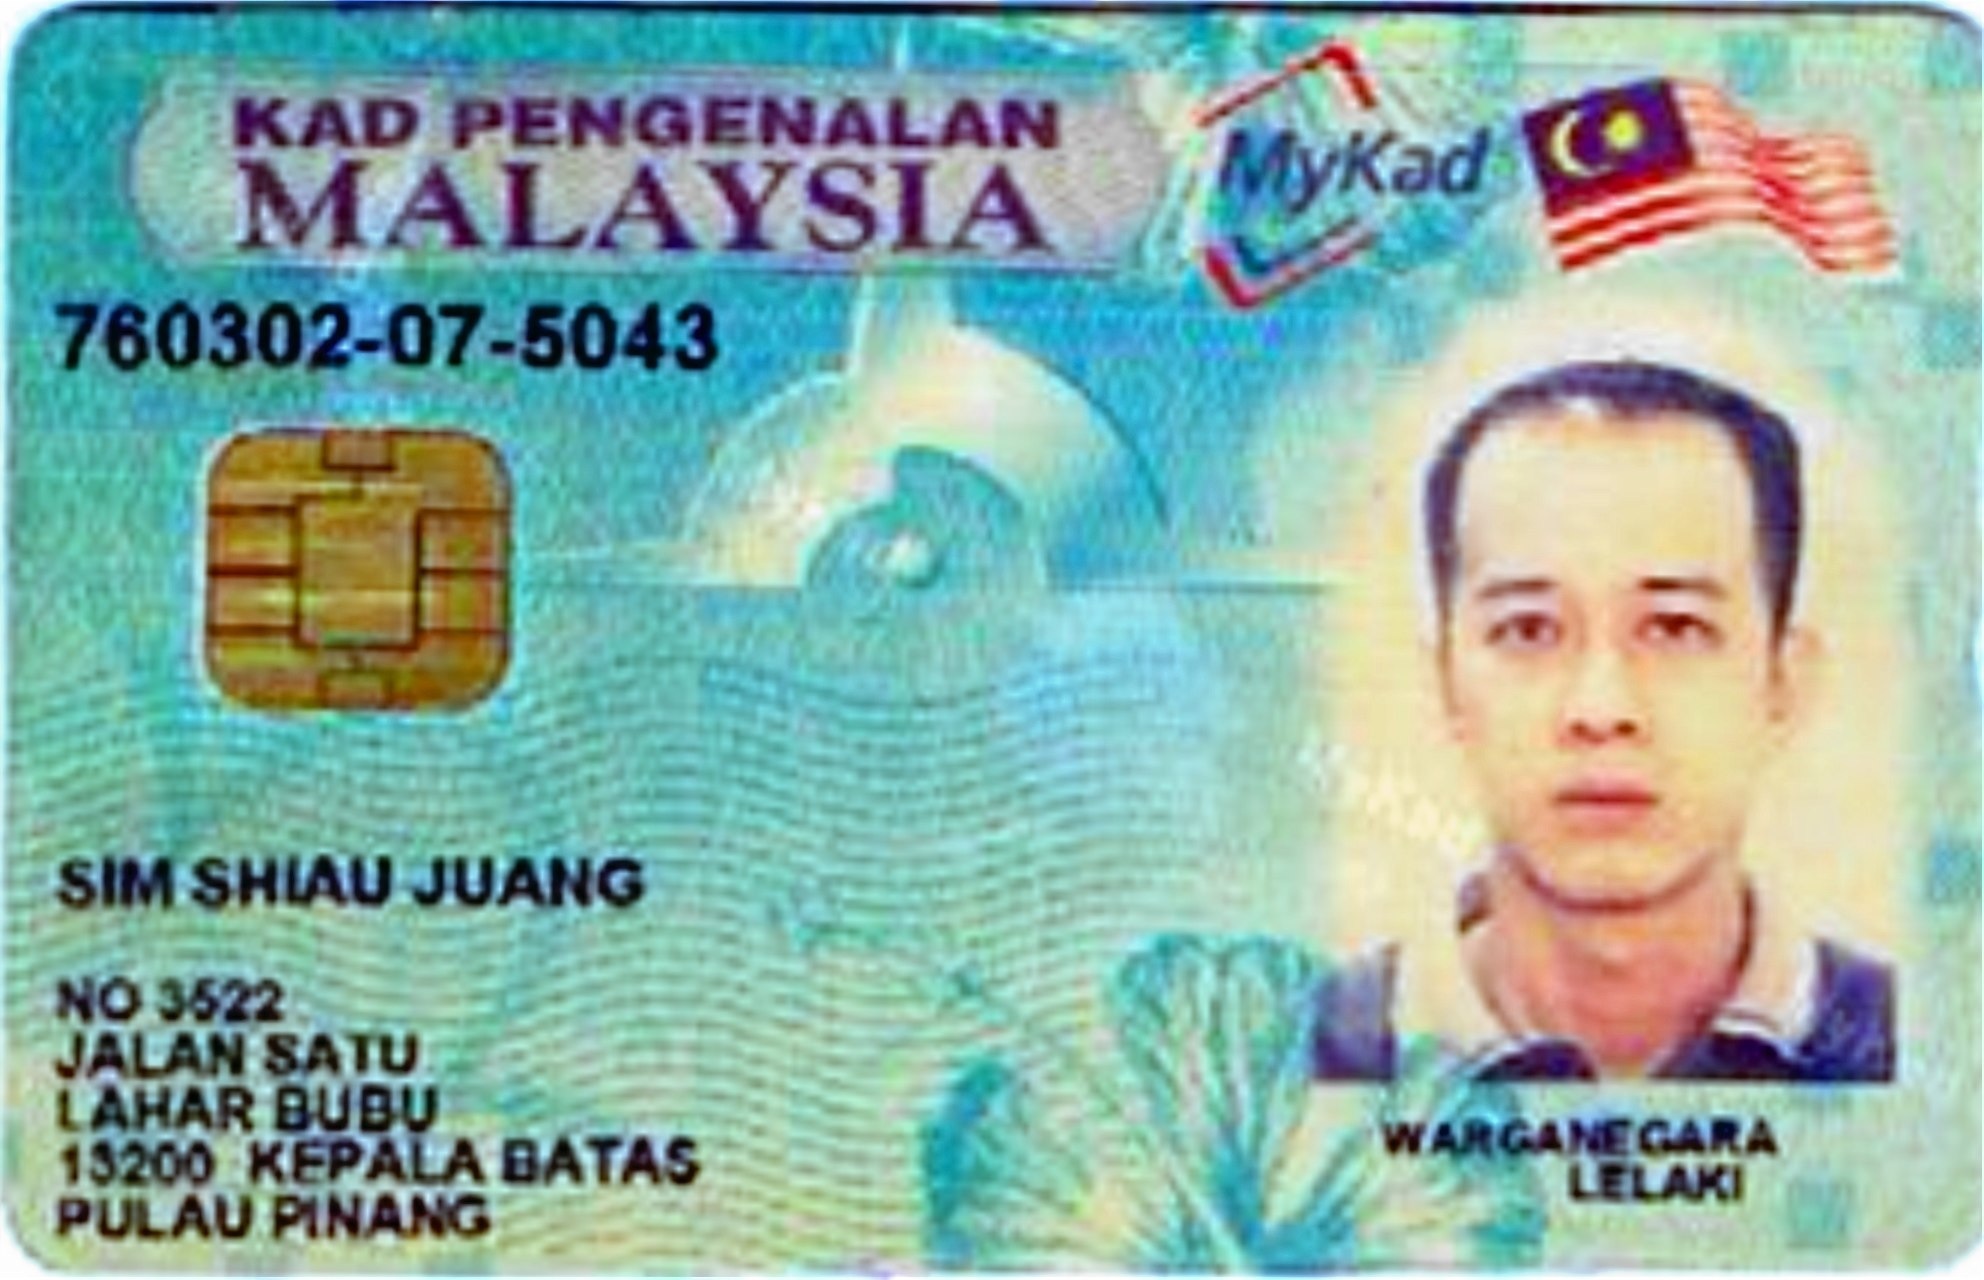 KAD PENGENALAN
MALAYSIA
MyKad
760302-07-5043
SIM SHIAU JUANG
NO 3522
JALAN SATU
LAHAR BUBU
13200 KEPALA BATAS
PULAU PINANG
WARGANEGARA
LELAKI